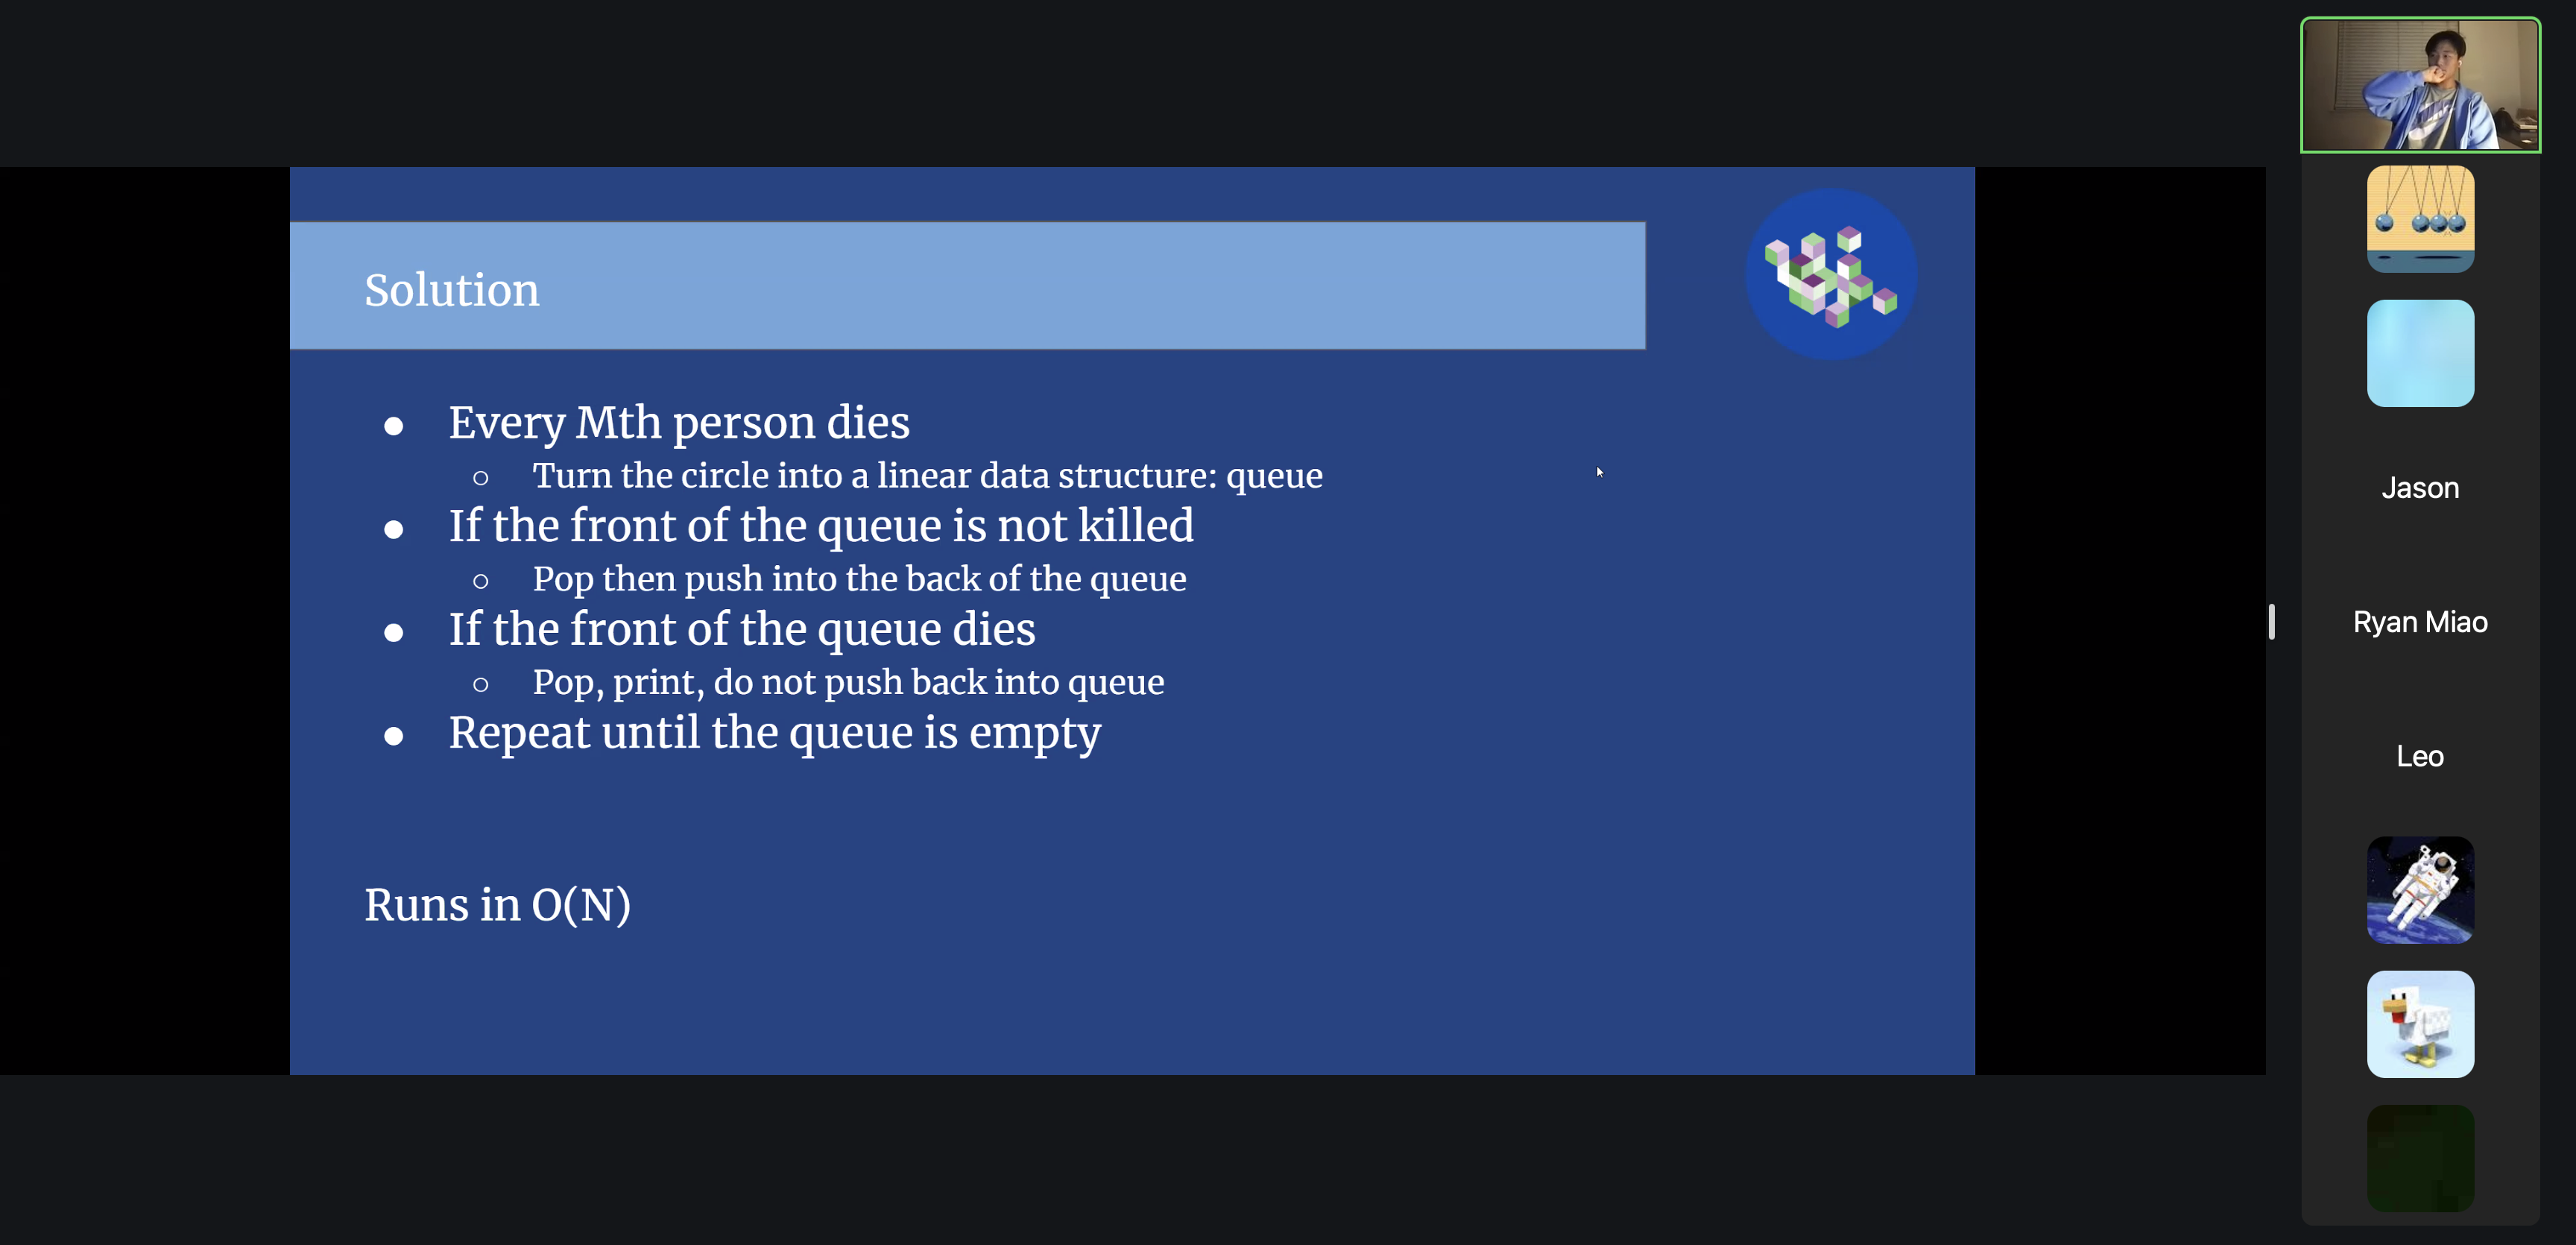 Solution
● Every Mth person dies
○ Turn the circle into a linear data structure: queue
● If the front of the queue is not killed
○ Pop then push into the back of the queue
● If the front of the queue dies
○ Pop, print, do not push back into queue
● Repeat until the queue is empty
Runs in O(N)
Jason
Ryan Miao
Leo